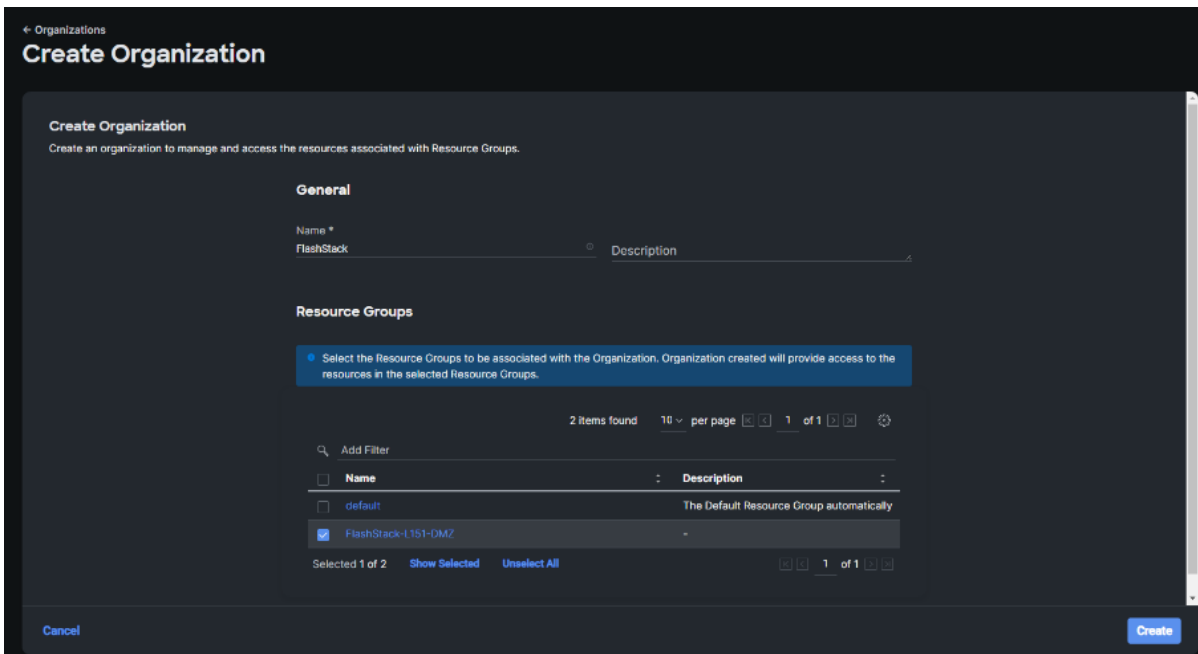 ← Organizations
Create Organization
Create Organization
Create an organization to manage and access the resources associated with Resource Groups.
General
Name *
FlashStack
Description
Resource Groups
Select the Resource Groups to be associated with the Organization. Organization created will provide access to the
resources in the selected Resource Groups.
2 items found 10 per page 1 of 1
Add Filter
Name Description
default The Default Resource Group automatically
FlashStack-L151-DMZ -
Selected 1 of 2 Show Selected Unselect All 1 of 1
Cancel Create